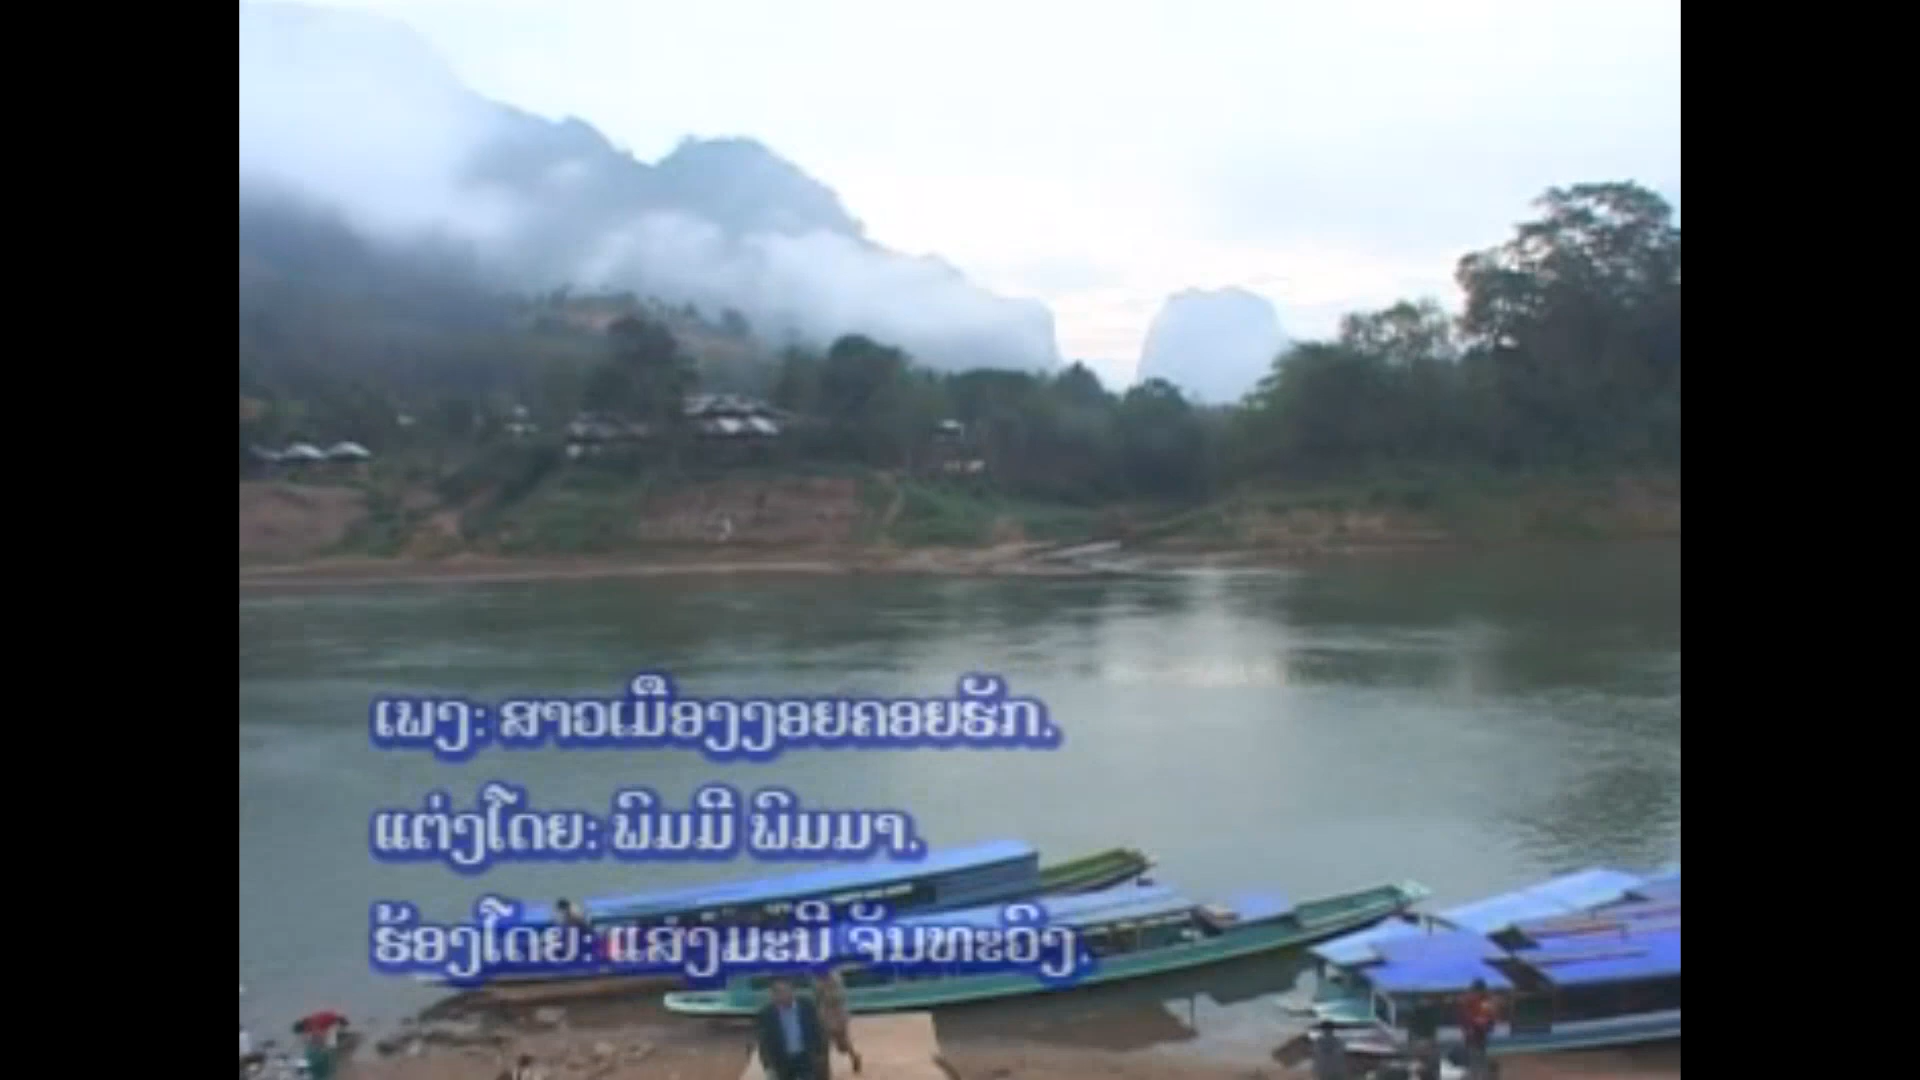 ເພງ: ສາວເມືອງງອຍຄອຍຮັກ.
ແຕ່ງໂດຍ: ພິມມີ ພິມມາ.
ຮ້ອງໂດຍ: ແສງມະນີ ຈັນທະວົງ.